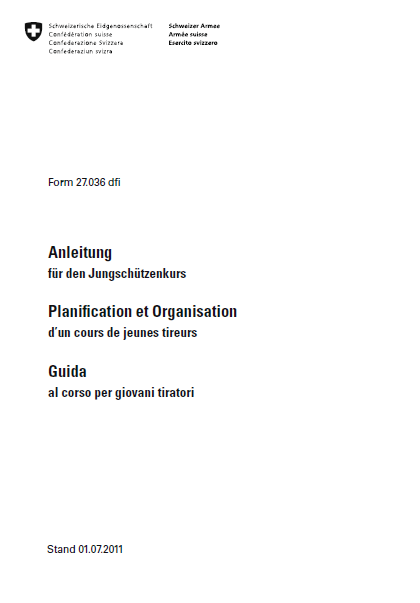 Schweizerische Eidgenossenschaft
Confédération suisse
Confederazione Svizzera
Confederaziun svizra
Schweizer Armee
Armée suisse
Esercito svizzero
Form 27.036 dfi
Anleitung
für den Jungschützenkurs
Planification et Organisation
d'un cours de jeunes tireurs
Guida
al corso per giovani tiratori
Stand 01.07.2011